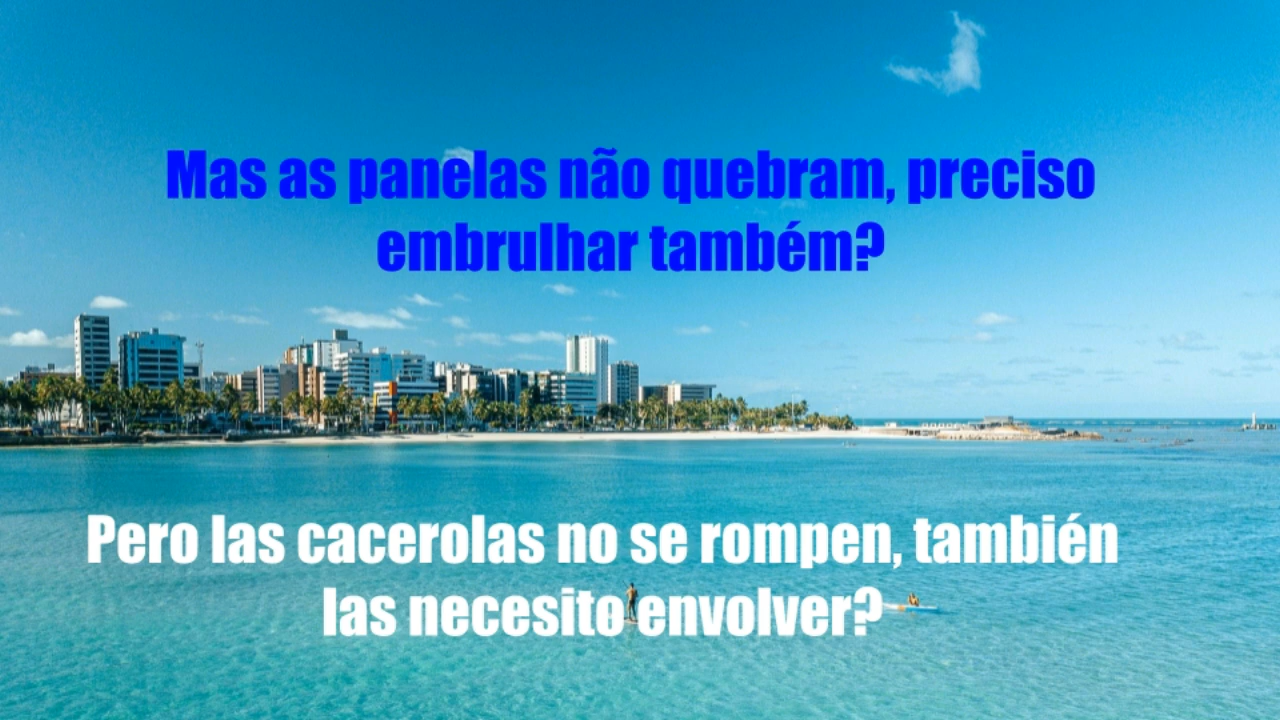 Mas as panelas não quebram, preciso
embrulhar também?
Pero las cacerolas no se rompen, también
las necesito envolver?